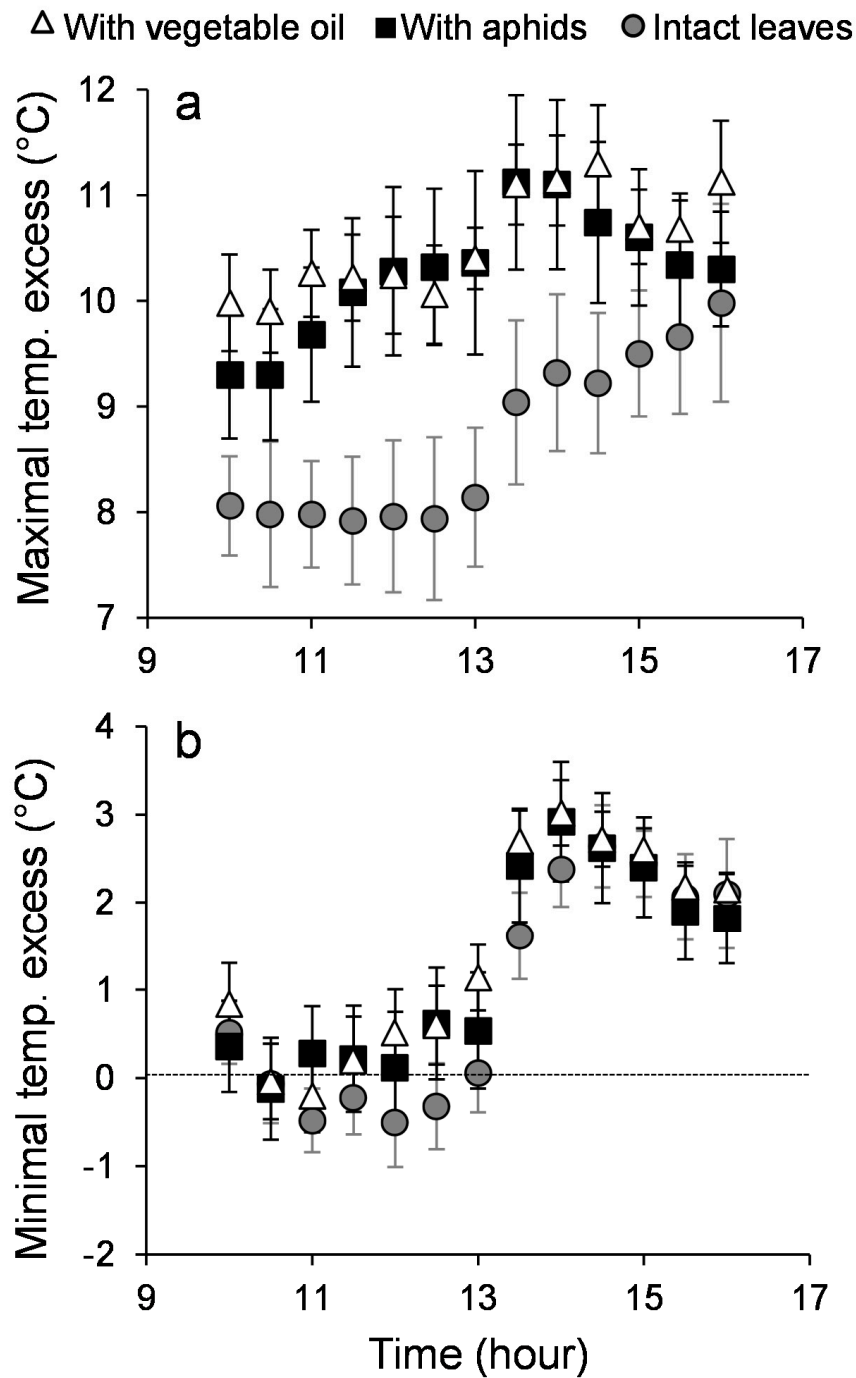 With vegetable oil With aphids Intact leaves
a
Maximal temp. excess (°C)
12
11
10
9
8
7
9 11 13 15 17
b
Minimal temp. excess (°C)
4
3
2
1
0
-1
-2
9 11 13 15 17
Time (hour)